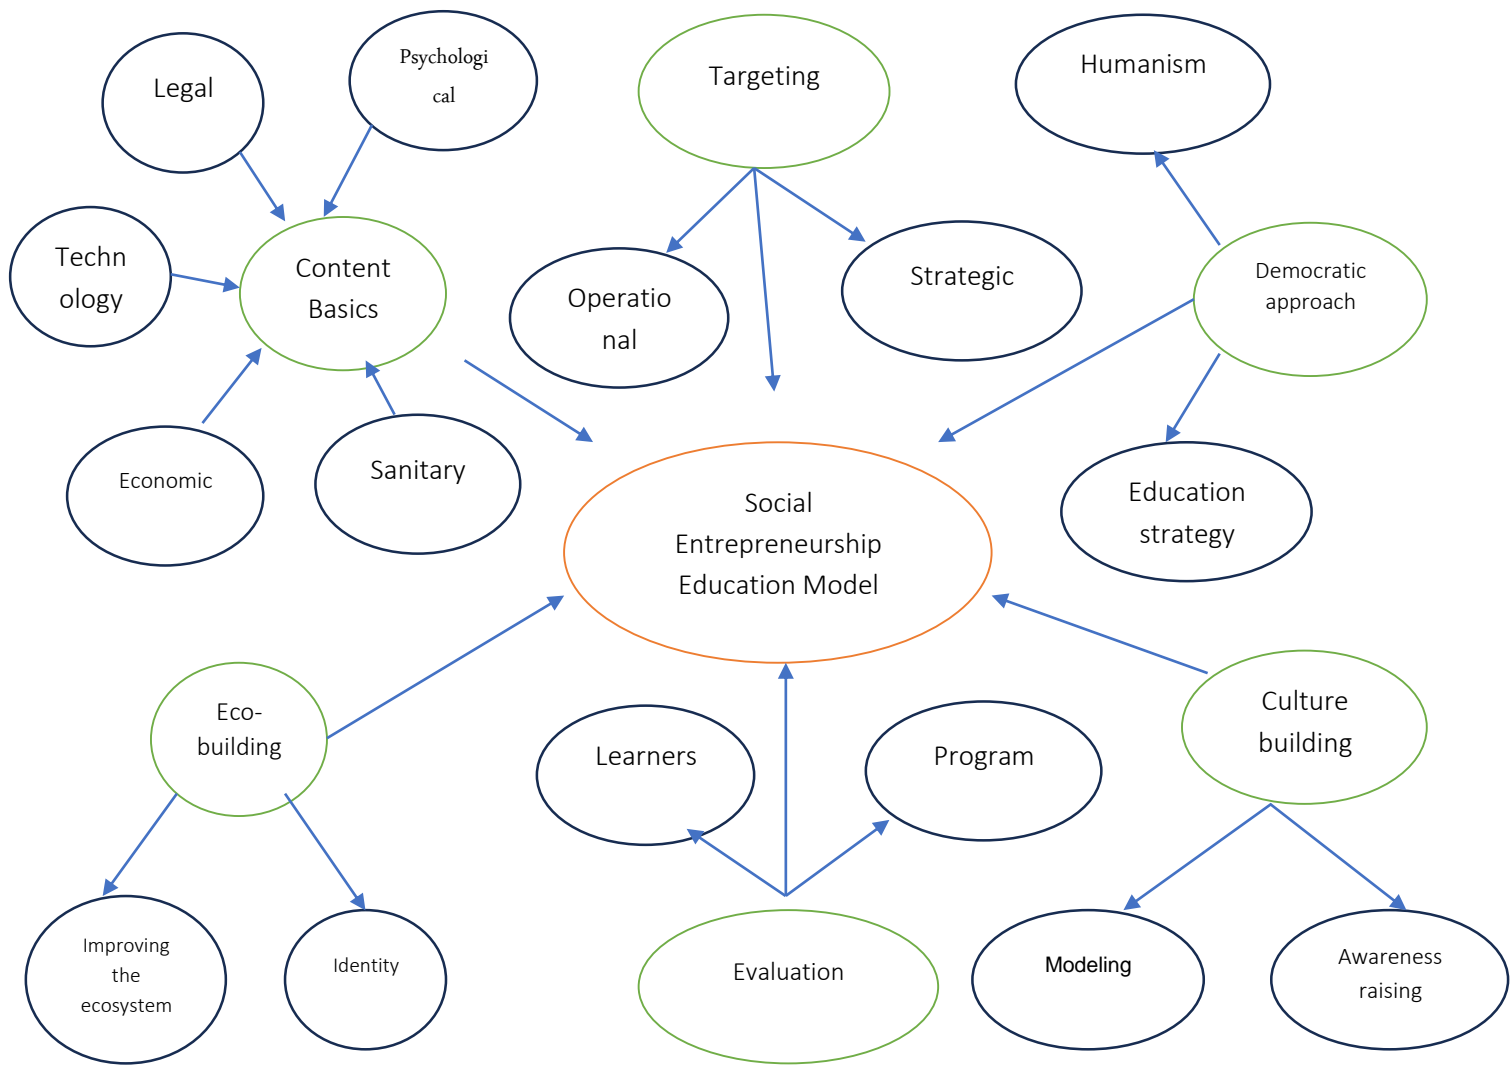 Legal
Psychologi
cal
Targeting
Humanism
Techn
ology
Content
Basics
Operatio
nal
Strategic
Democratic
approach
Economic
Sanitary
Education
strategy
Social
Entrepreneurship
Education Model
Eco-
building
Learners
Program
Culture
building
Improving
the
ecosystem
Identity
Evaluation
Modeling
Awareness
raising